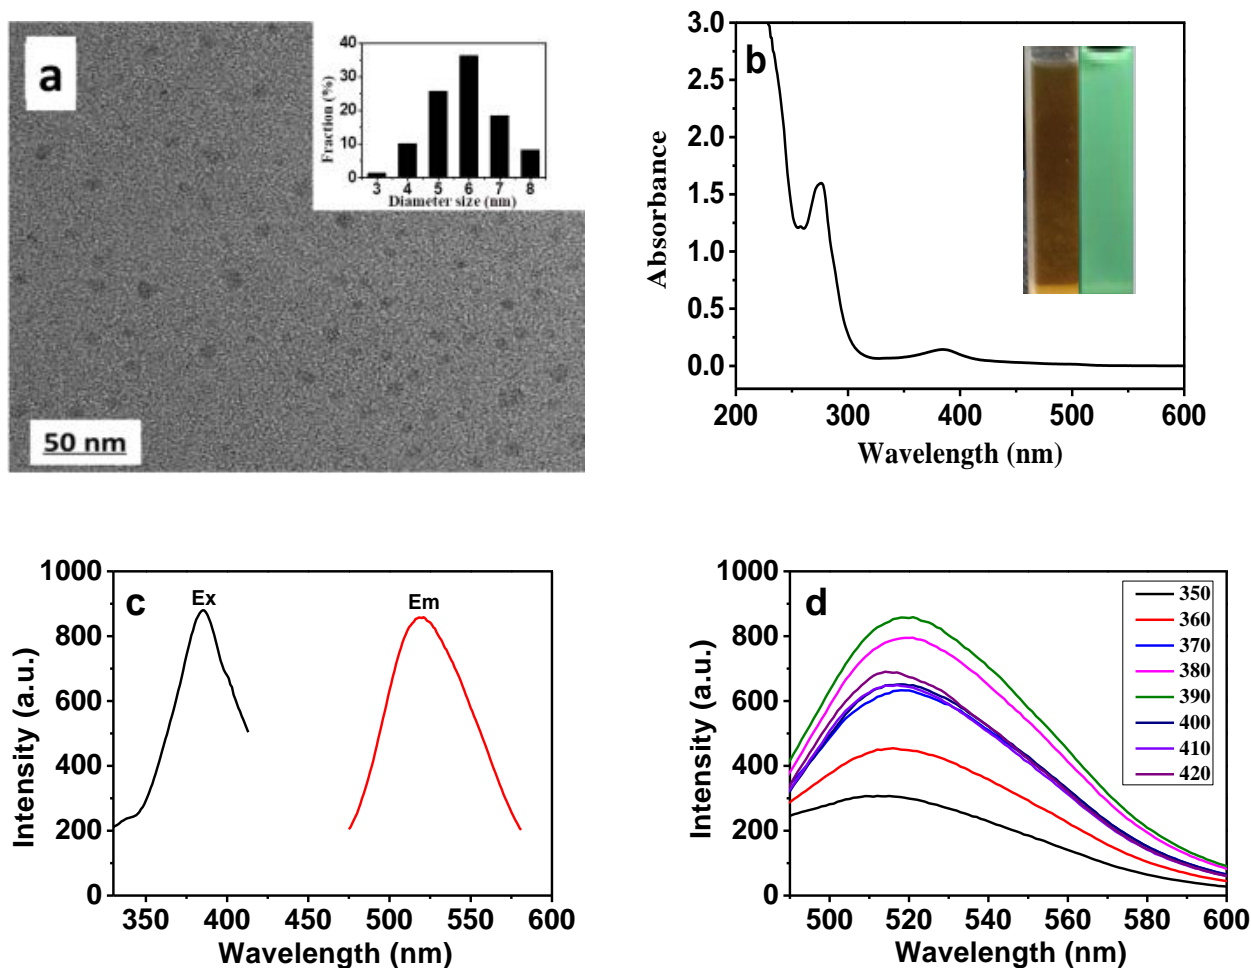 a
40
30
20
10
0
Fraction (%)
3 4 5 6 7 8
Diameter size (nm)
50 nm
b
3.0
2.5
2.0
1.5
1.0
0.5
0.0
Absorbance
200 300 400 500 600
Wavelength (nm)
c
Ex
Em
1000
800
600
400
200
0
Intensity (a.u.)
350 400 450 500 550 600
Wavelength (nm)
d
1000
800
600
400
200
0
Intensity (a.u.)
350
360
370
380
390
400
410
420
500 520 540 560 580 600
Wavelength (nm)